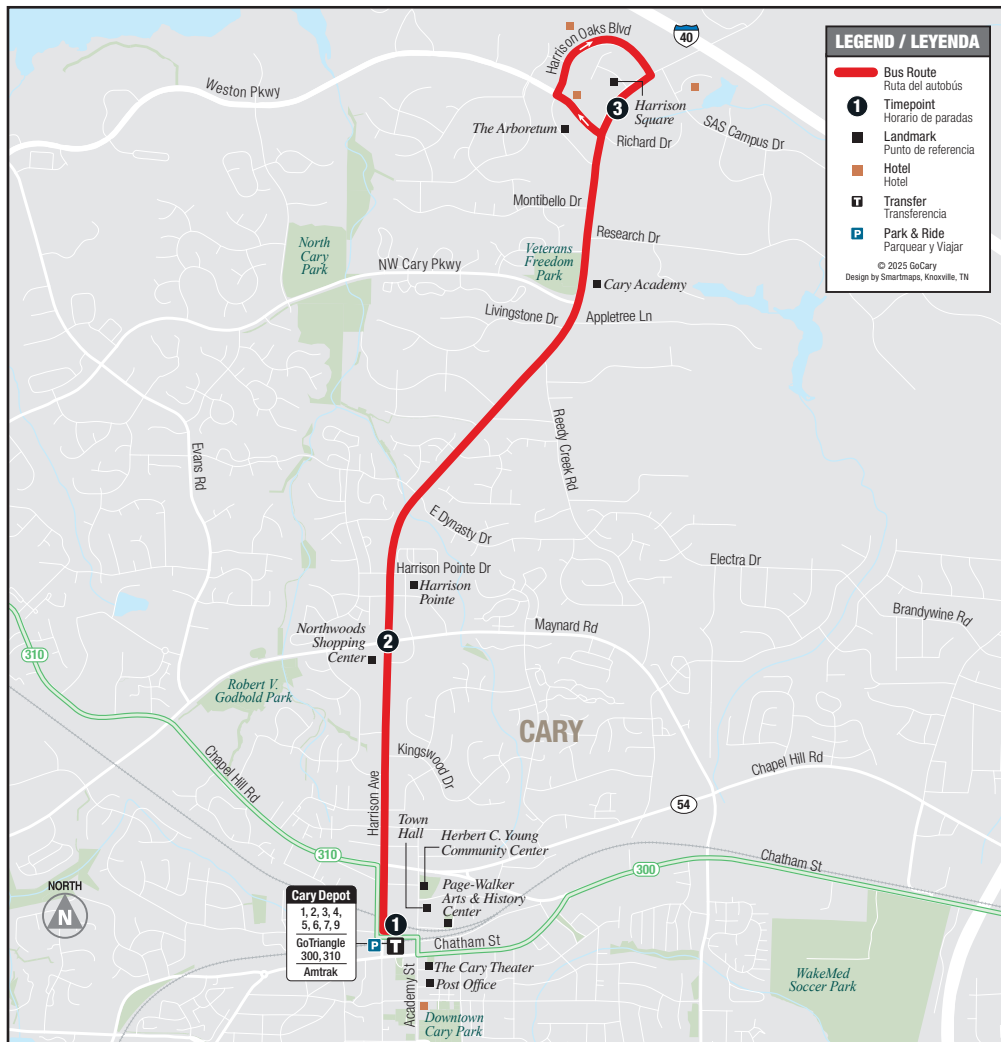 Harrison Oaks Blvd
40
Weston Pkwy
3
Harrison
Square
SAS Campus Dr
The Arboretum
Richard Dr
Montibello Dr
Research Dr
North
Cary
Park
NW Cary Pkwy
Veterans
Freedom
Park
Cary Academy
Livingstone Dr
Appletree Ln
Reedy Creek Rd
Evans Rd
E Dynasty Dr
Electra Dr
Harrison Pointe Dr
Harrison
Pointe
Brandywine Rd
Maynard Rd
Northwoods
Shopping
Center
2
310
Robert V.
Godbold Park
CARY
Chapel Hill Rd
Kingswood Dr
Harrison Ave
Chapel Hill Rd
54
Town
Hall
Herbert C. Young
Community Center
310
300
Chatham St
Page-Walker
Arts & History
Center
NORTH
N
Cary Depot
1, 2, 3, 4,
5, 6, 7, 9
GoTriangle
300, 310
Amtrak
1
P
T
Chatham St
The Cary Theater
Post Office
Academy St
Downtown
Cary Park
WakeMed
Soccer Park
LEGEND / LEYENDA
Bus Route
Ruta del autobús
1
Timepoint
Horario de paradas
Landmark
Punto de referencia
Hotel
Hotel
T
Transfer
Transferencia
P
Park & Ride
Parquear y Viajar
© 2025 GoCary
Design by Smartmaps, Knoxville, TN